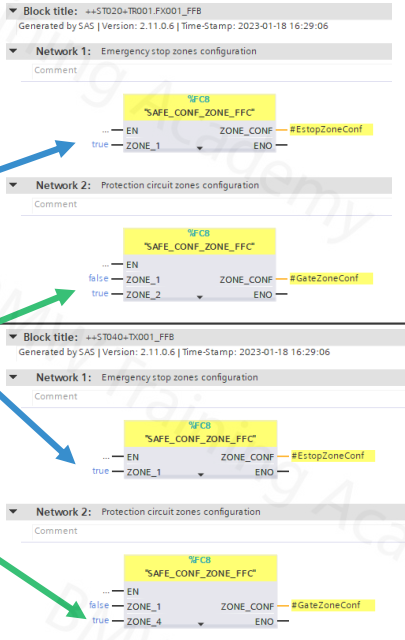 Block title: ++ST020+TR001.FX001_FFB
Generated by SAS | Version: 2.11.0.6 | Time-Stamp: 2023-01-18 16:29:06
Network 1: Emergency stop zones configuration
Comment
%FC8
"SAFE_CONF_ZONE_FFC"
... EN ZONE_CONF #EstopZoneConf
true ZONE_1 ENO
Network 2: Protection circuit zones configuration
Comment
%FC8
"SAFE_CONF_ZONE_FFC"
... EN
false ZONE_1 ZONE_CONF #GateZoneConf
true ZONE_2 ENO
Block title: ++ST040+TX001_FFB
Generated by SAS | Version: 2.11.0.6 | Time-Stamp: 2023-01-18 16:29:06
Network 1: Emergency stop zones configuration
Comment
%FC8
"SAFE_CONF_ZONE_FFC"
... EN ZONE_CONF #EstopZoneConf
true ZONE_1 ENO
Network 2: Protection circuit zones configuration
Comment
%FC8
"SAFE_CONF_ZONE_FFC"
... EN
false ZONE_1 ZONE_CONF #GateZoneConf
true ZONE_4 ENO
Training Academy